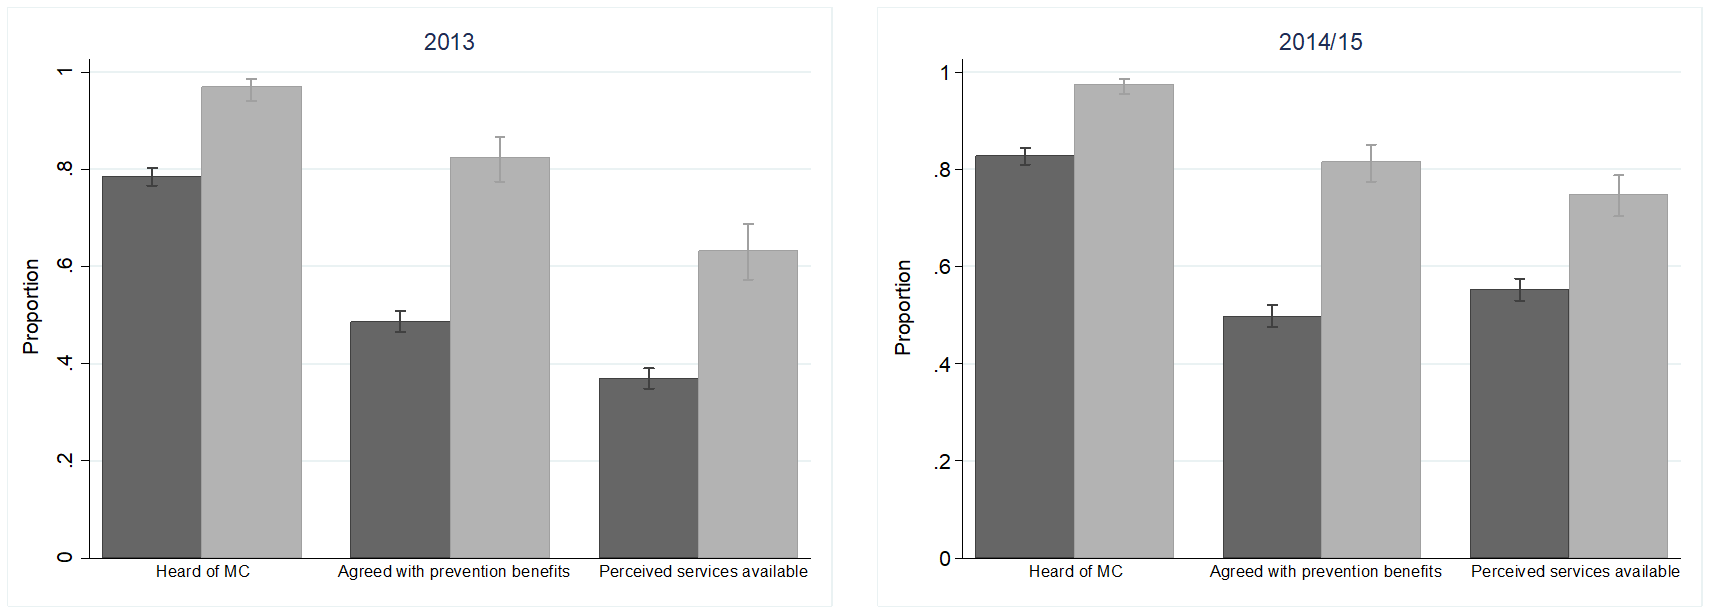 2013
Proportion
1
.8
.6
.4
.2
0
Heard of MC
Agreed with prevention benefits
Perceived services available
2014/15
Proportion
1
.8
.6
.4
.2
0
Heard of MC
Agreed with prevention benefits
Perceived services available